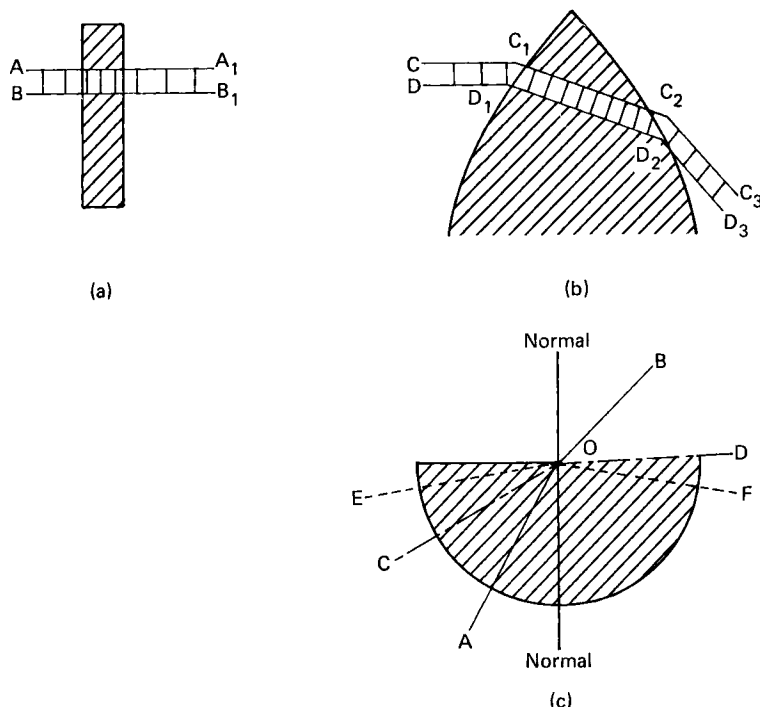 A A₁
B B₁
(a)
C C₁
D D₁ C₂
D₂
C₃
D₃
(b)
Normal
B
O
D
E F
C
A
Normal
(c)